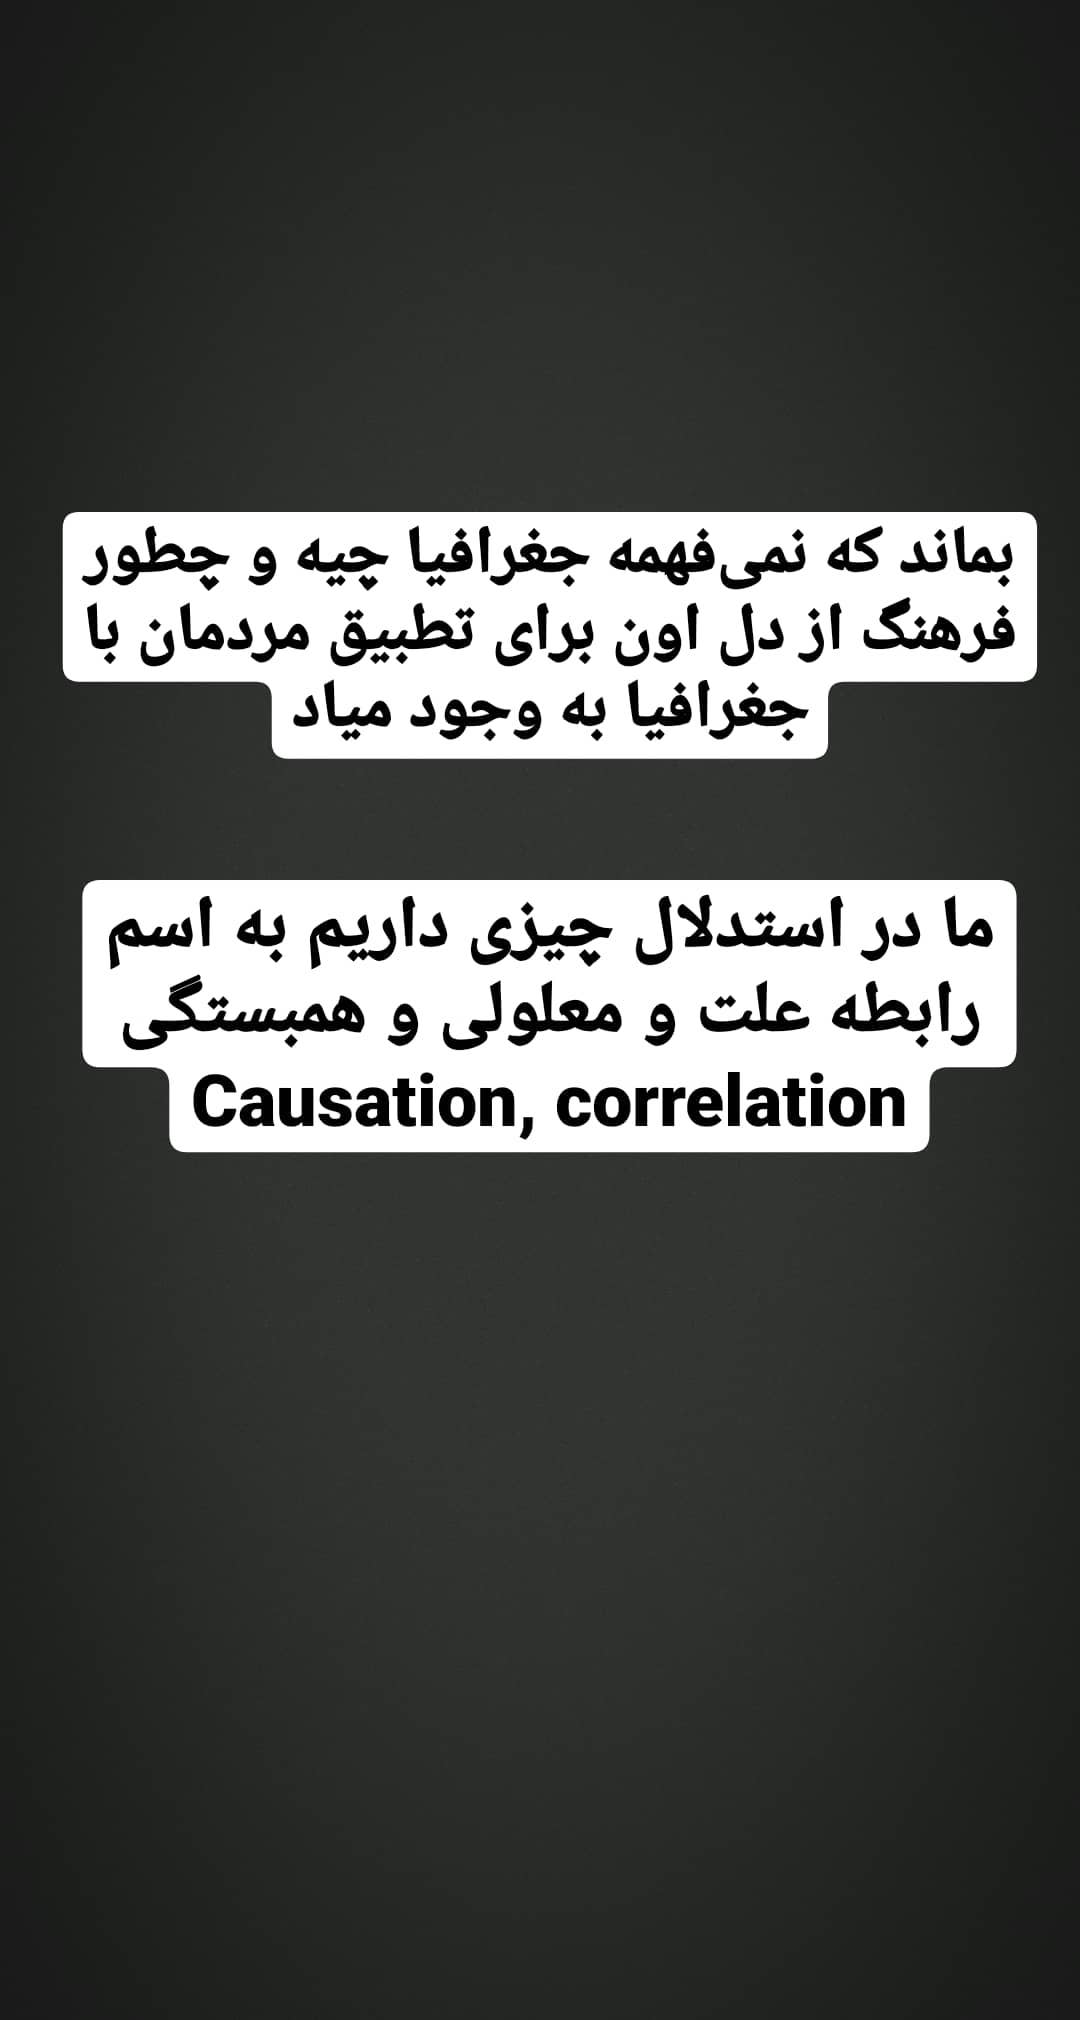 بماند که نمی‌فهمه جغرافیا چیه و چطور
فرهنگ از دل اون برای تطبیق مردمان با
جغرافیا به وجود میاد
ما در استدلال چیزی داریم به اسم
رابطه علت و معلولی و همبستگی
Causation, correlation